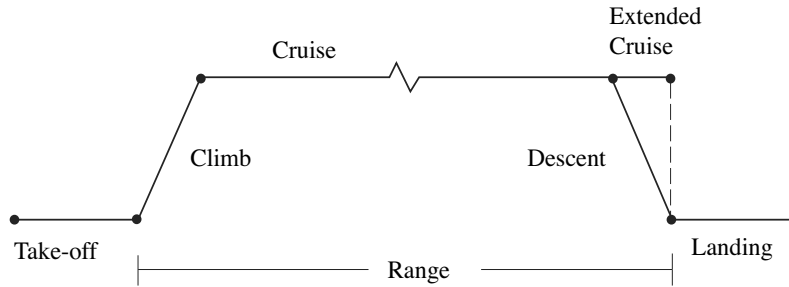 Extended
Cruise
Cruise
Climb
Descent
Take-off
Landing
Range